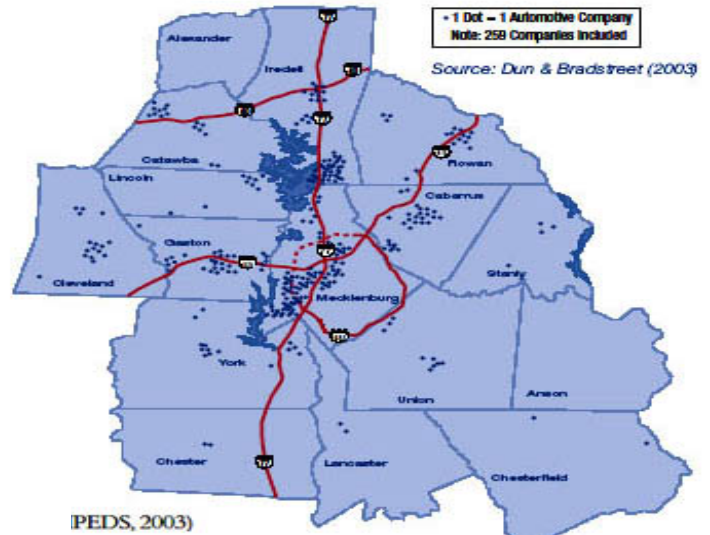 • 1 Dot = 1 Automotive Company
Note: 259 Companies Included
Source: Dun & Bradstreet (2003)
Alexander
Iredell
Catawba
Rowan
Lincoln
Cabarrus
Gaston
Stanly
Cleveland
Mecklenburg
York
Union
Anson
Chester
Lancaster
Chesterfield
PEDS, 2003)